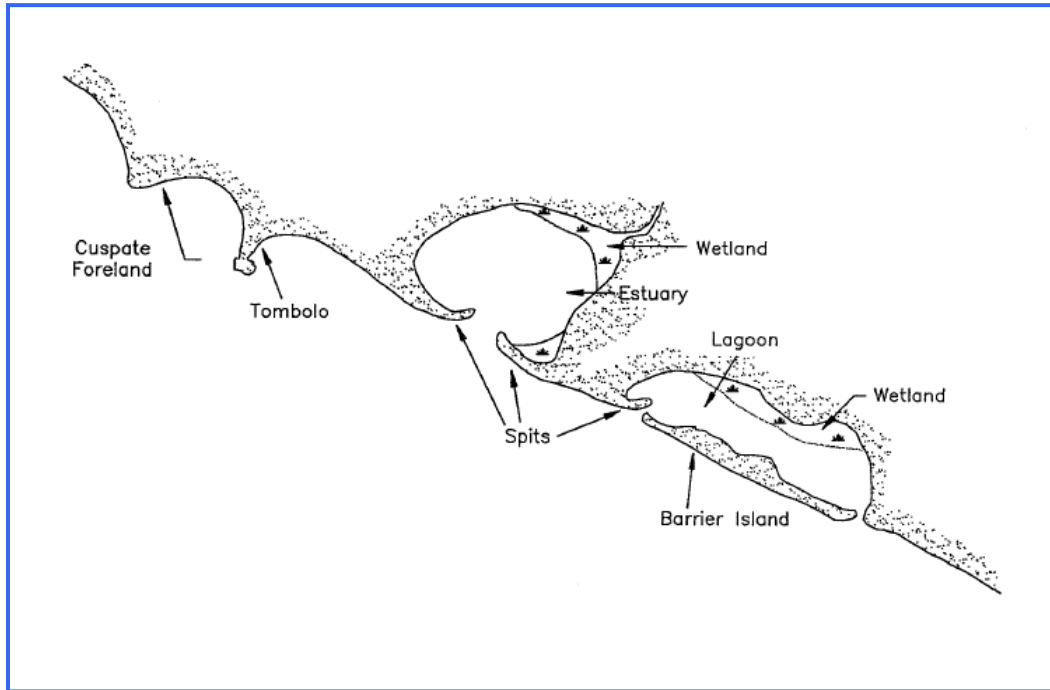 Cuspate
Foreland
Tombolo
Wetland
Estuary
Lagoon
Wetland
Spits
Barrier Island